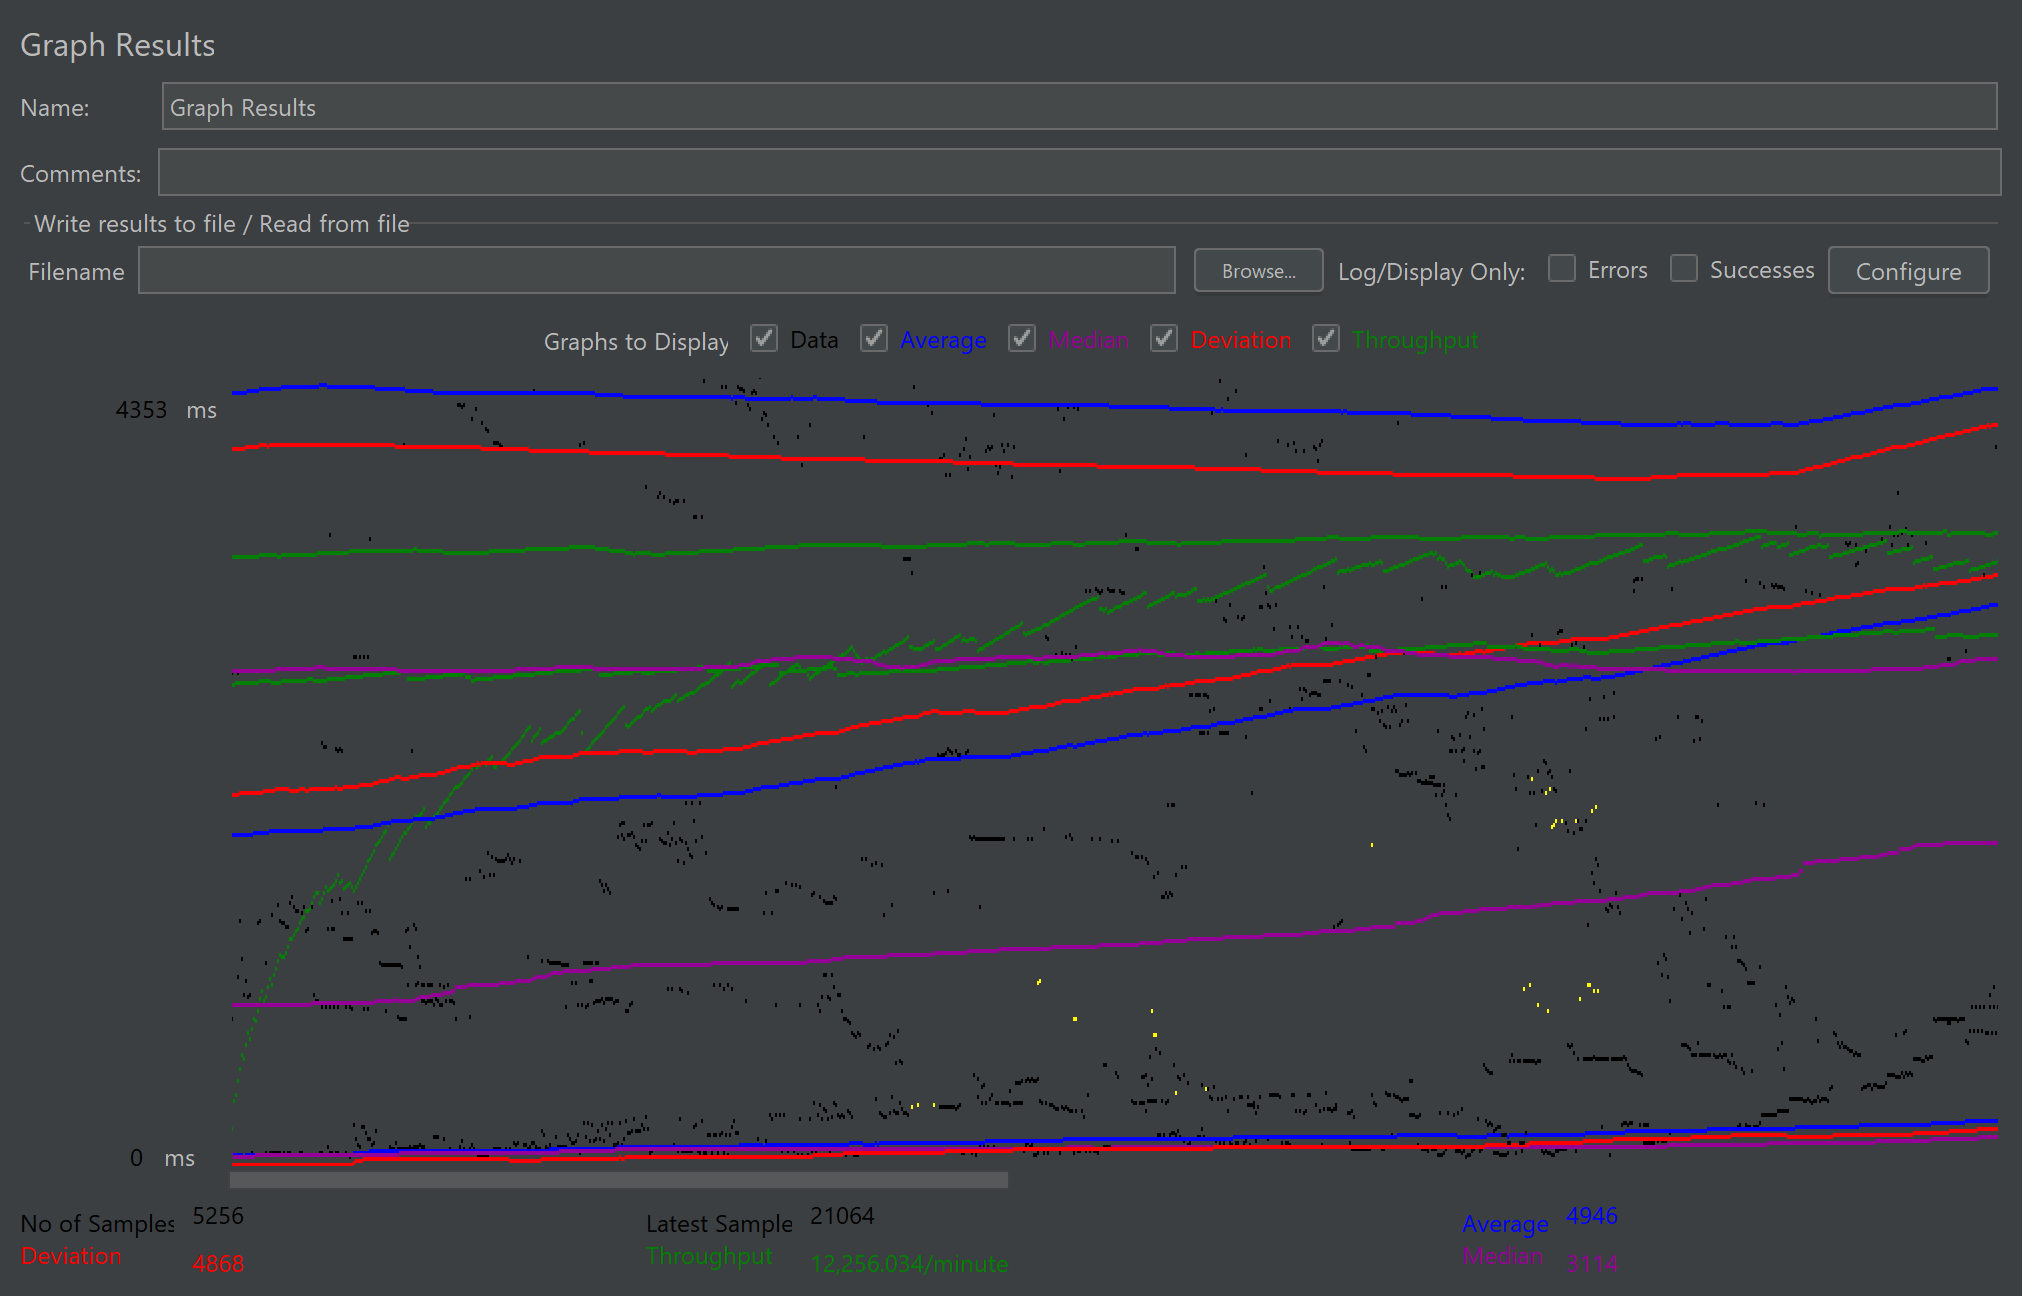 Graph Results
Name: Graph Results
Comments:
Write results to file / Read from file
Filename Browse... Log/Display Only: Errors Successes Configure
Graphs to Display Data Average Median Deviation Throughput
4353 ms
0 ms
No of Samples 5256 Latest Sample 21064 Average 4946
Deviation 4868 Throughput 12,256.034/minute Median 3114